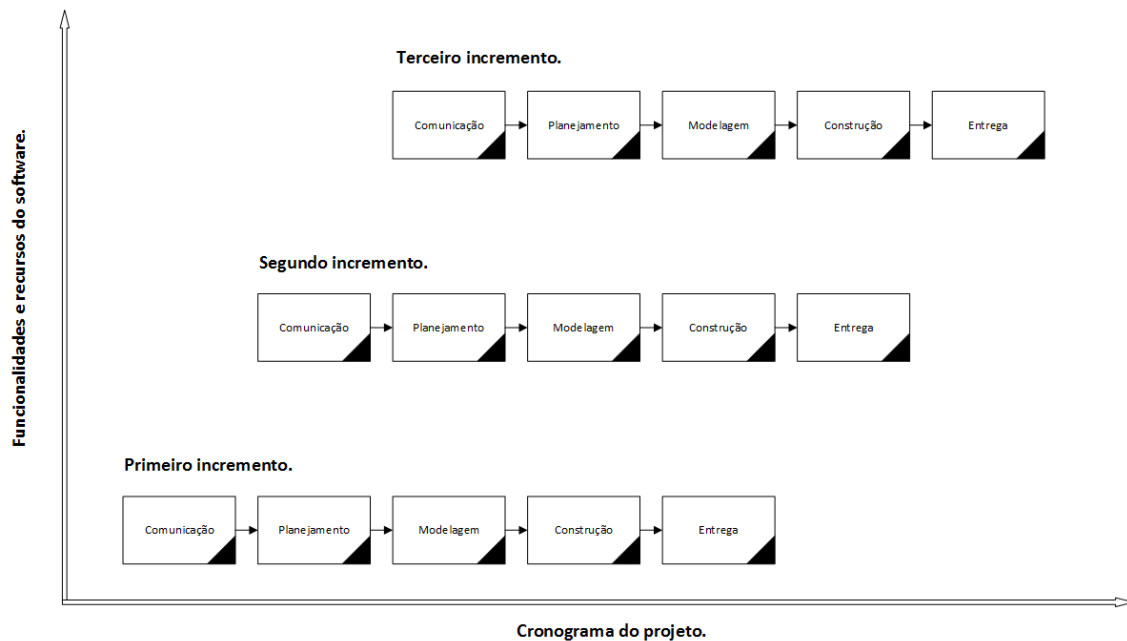 Terceiro incremento.
Comunicação
Planejamento
Modelagem
Construção
Entrega
Funcionalidades e recursos do software.
Segundo incremento.
Comunicação
Planejamento
Modelagem
Construção
Entrega
Primeiro incremento.
Comunicação
Planejamento
Modelagem
Construção
Entrega
Cronograma do projeto.